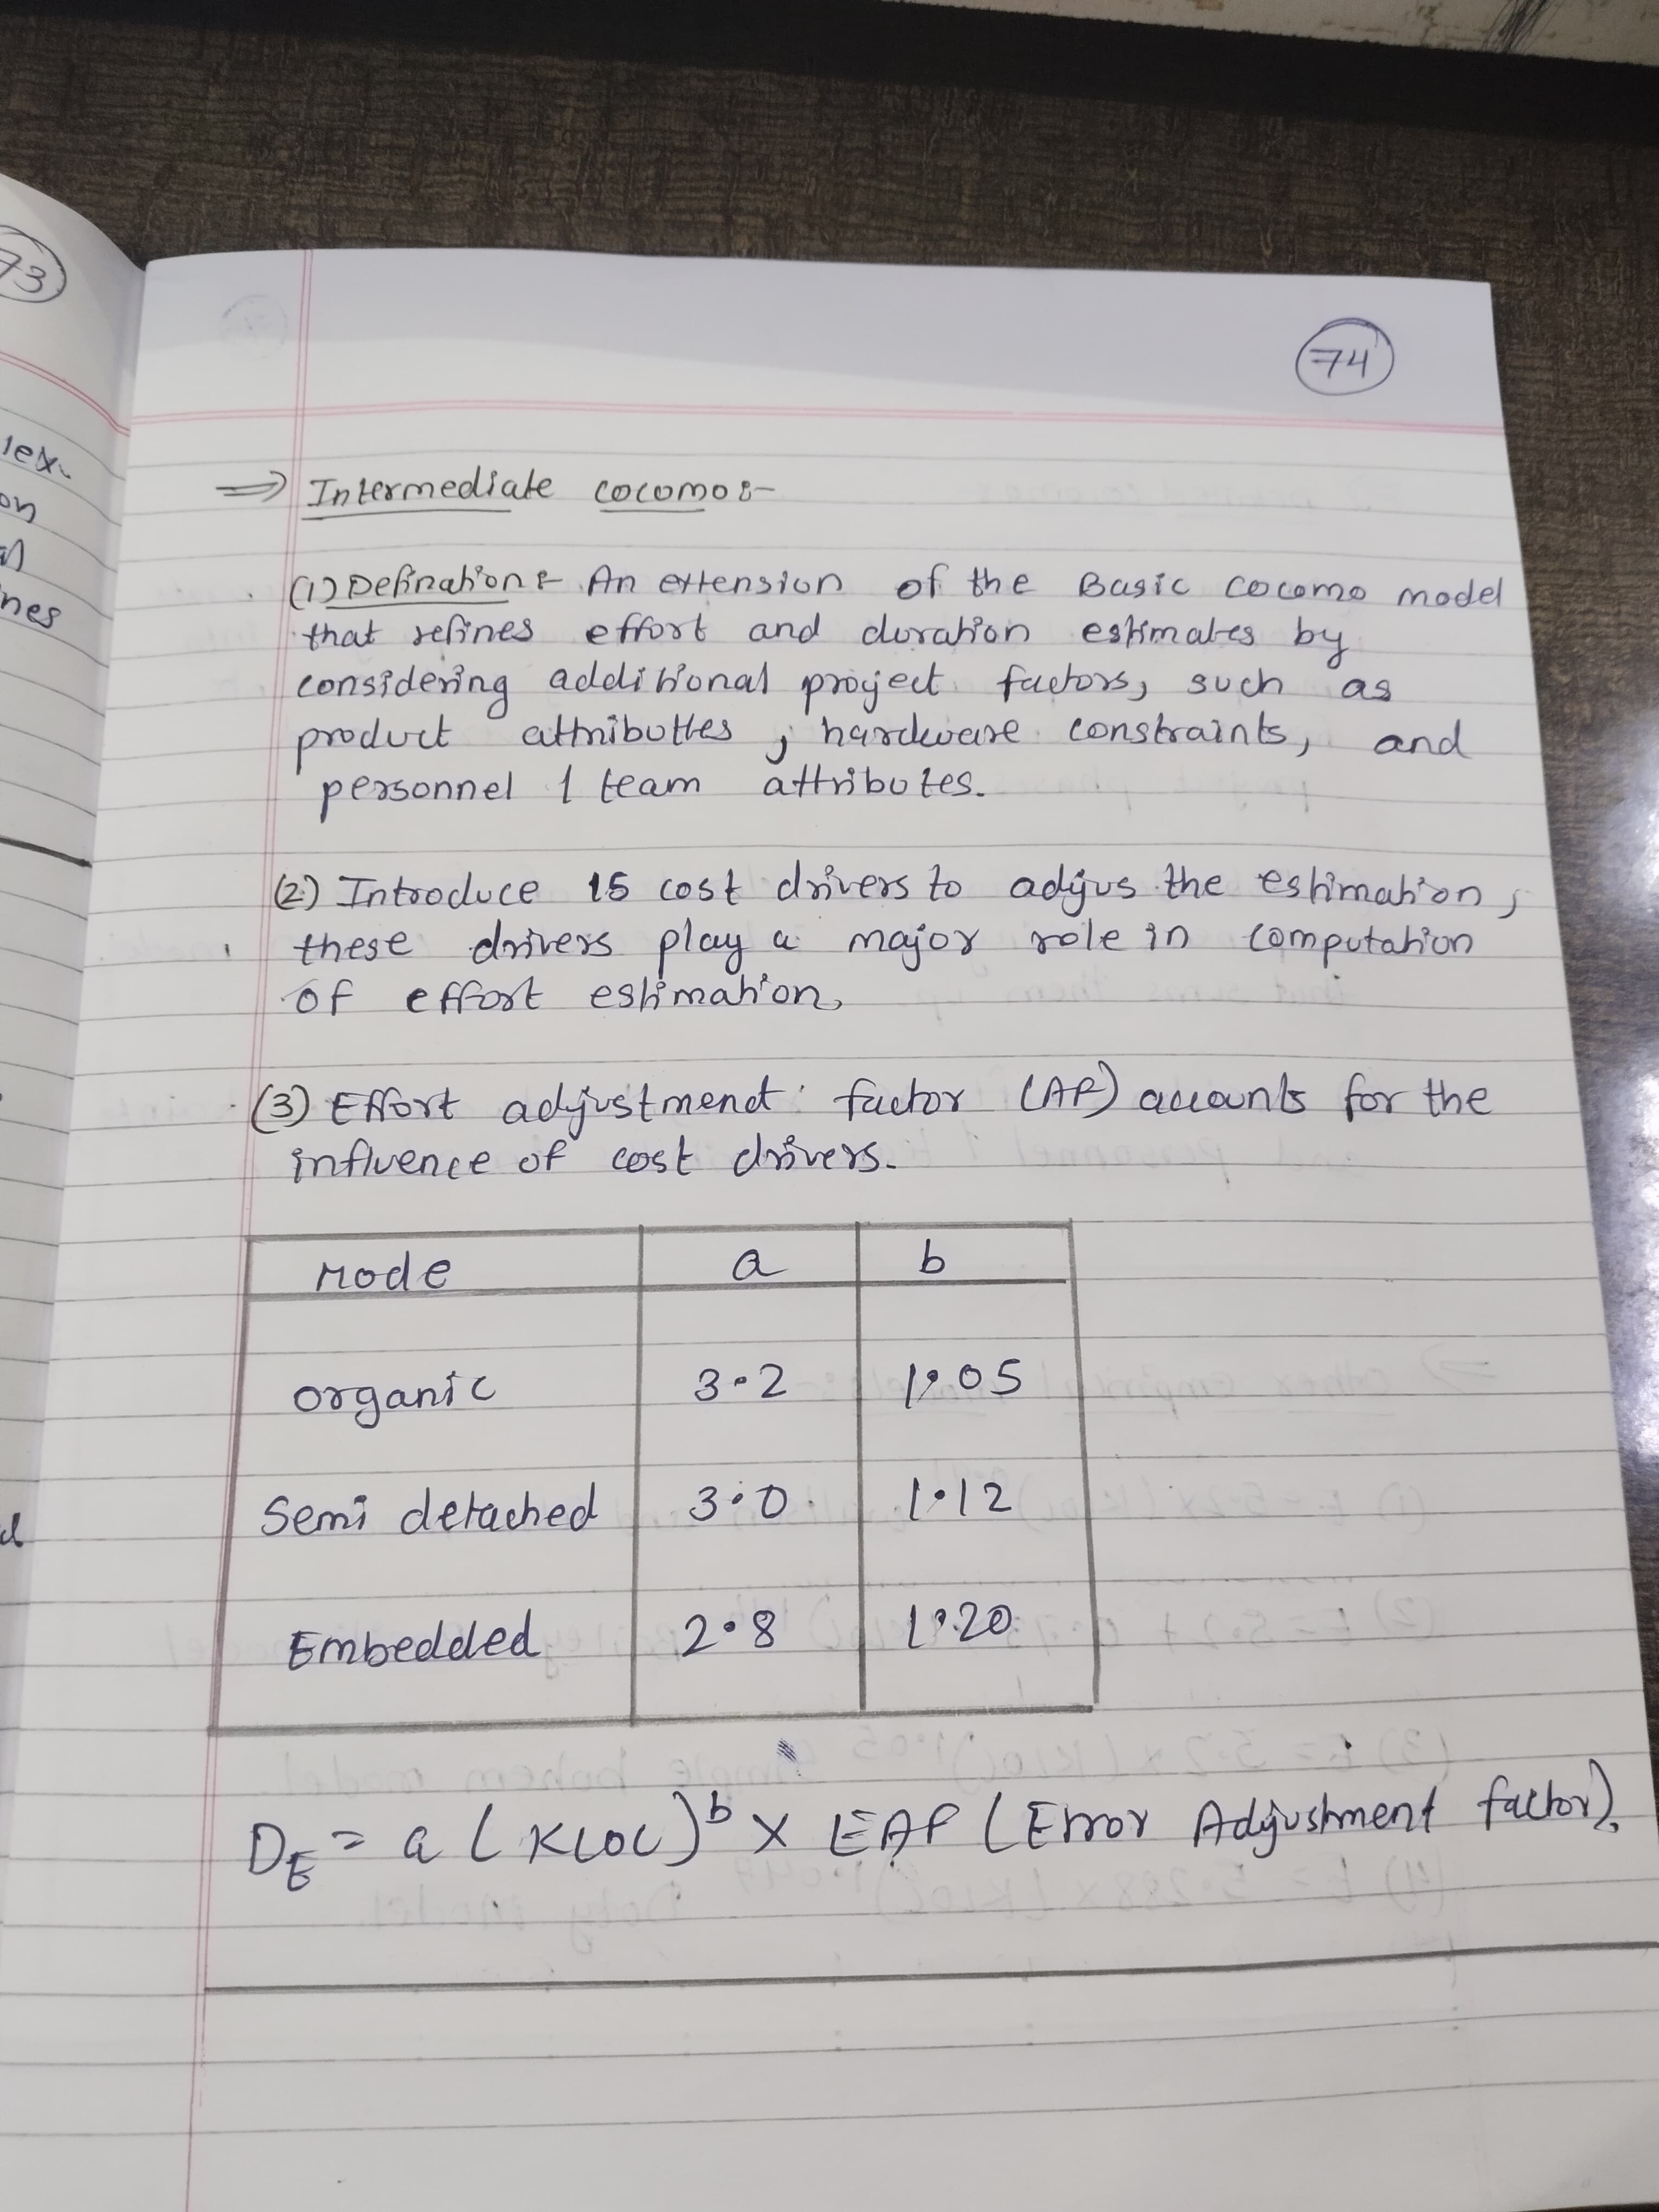 73
lex-
on
nes
74
⇒ Intermediate cocomo:-
(1) Defination:- An extension of the Basic cocomo model
that refines effort and duration estimates by
considering additional project factors, such as
product attributtes, hardware constraints, and
personnel / team attributes.
(2) Introduce 15 cost drivers to adjus the estimation,
these drivers play a major role in computation
of effort estimation.
(3) Effort adjustmenet factor (AF) accounts for the
influence of cost drivers.
Mode a b
organic 3.2 1.05
Semi detached 3.0 1.12
Embedded 2.8 1.20
D_E = a (KLOC)^b × EAF (Error Adjustment factor).